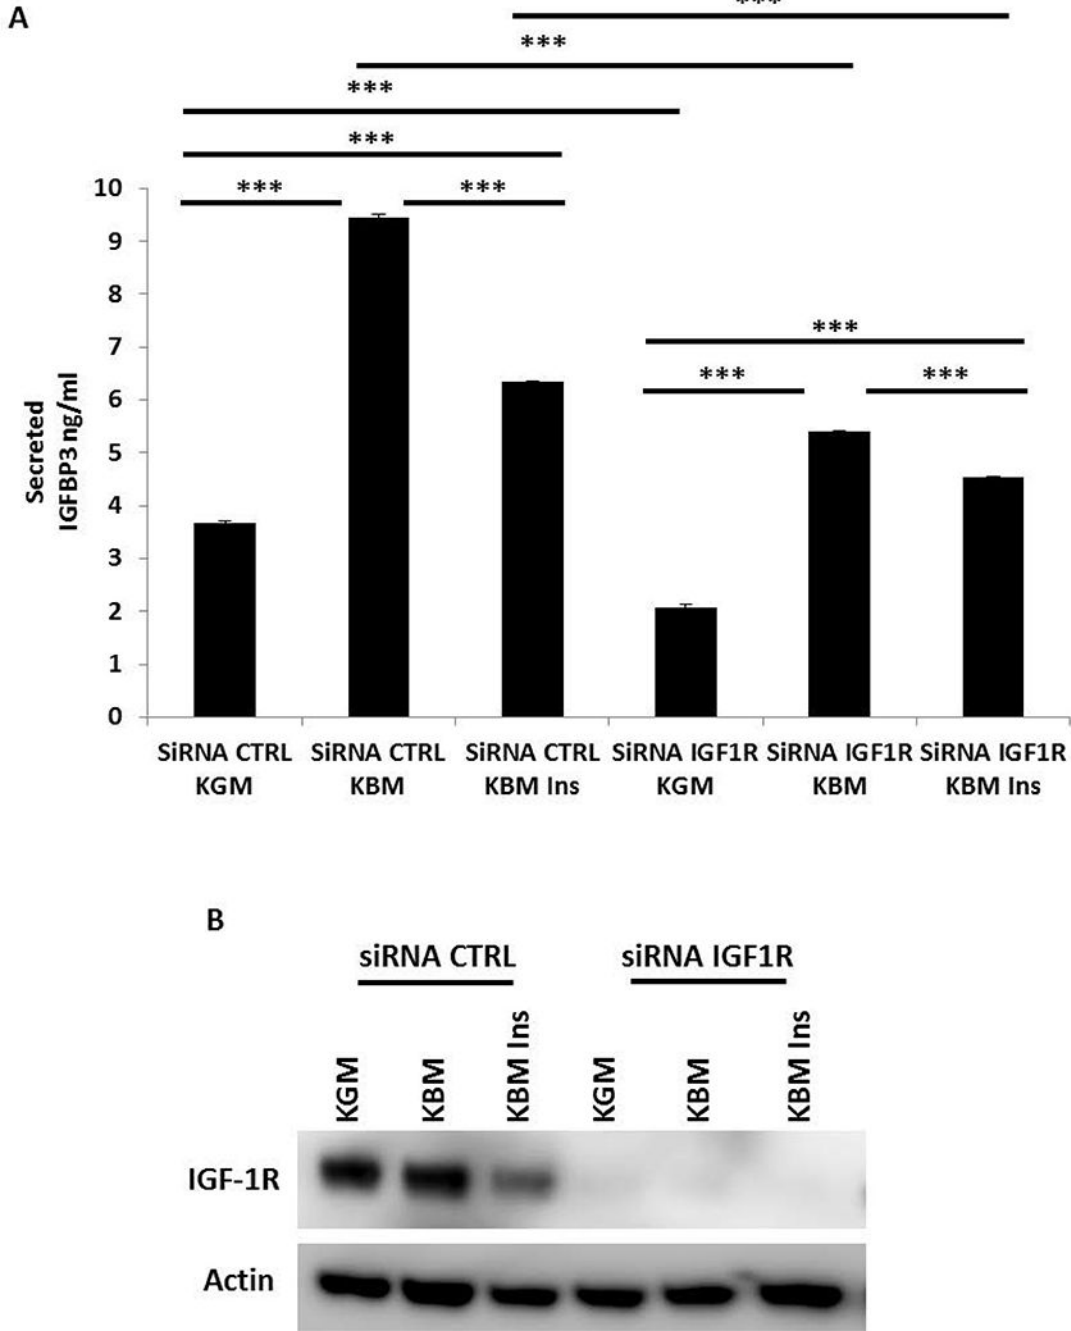 A
***
***
***
***
*** ***
10
9
8
7
6
5
4
3
2
1
0
Secreted
IGFBP3 ng/ml
***
*** ***
SiRNA CTRL SiRNA CTRL SiRNA CTRL SiRNA IGF1R SiRNA IGF1R SiRNA IGF1R
KGM KBM KBM Ins KGM KBM KBM Ins
B
siRNA CTRL siRNA IGF1R
KGM KBM KBM Ins KGM KBM KBM Ins
IGF-1R
Actin